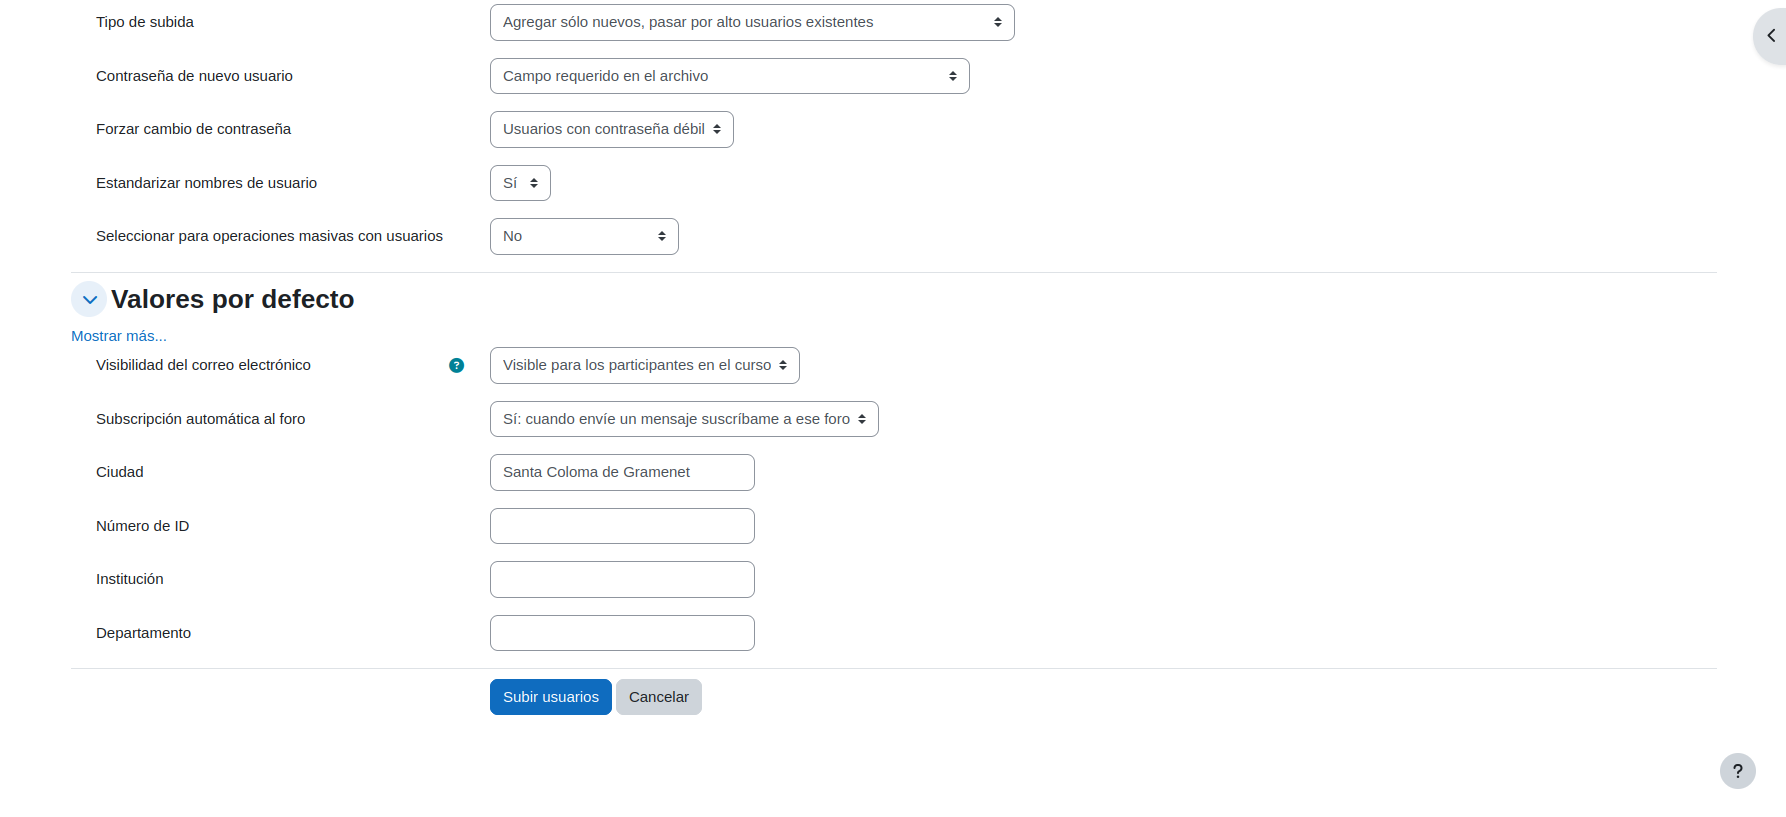 Tipo de subida
Agregar sólo nuevos, pasar por alto usuarios existentes
Contraseña de nuevo usuario
Campo requerido en el archivo
Forzar cambio de contraseña
Usuarios con contraseña débil
Estandarizar nombres de usuario
Sí
Seleccionar para operaciones masivas con usuarios
No
Valores por defecto
Mostrar más...
Visibilidad del correo electrónico
?
Visible para los participantes en el curso
Subscripción automática al foro
Sí: cuando envíe un mensaje suscríbame a ese foro
Ciudad
Santa Coloma de Gramenet
Número de ID
Institución
Departamento
Subir usuarios
Cancelar
?